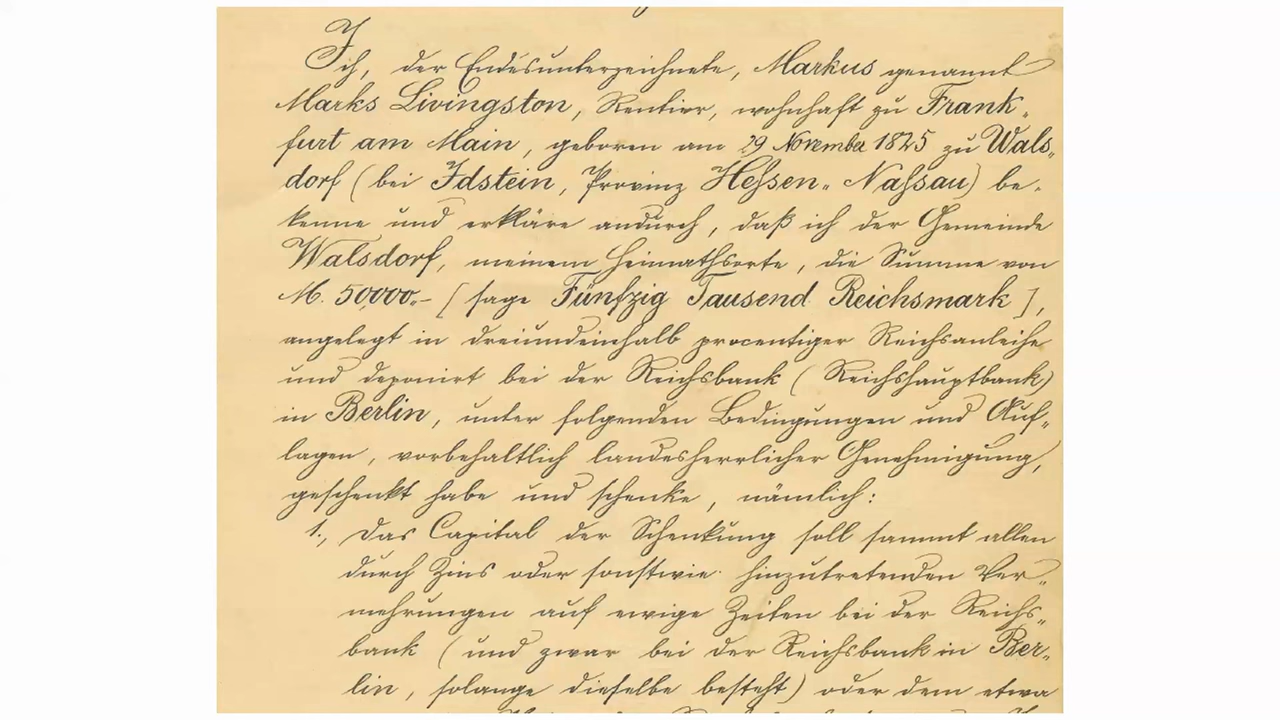 Ich, der Endesunterzeichnete, Markus genannt
Marks Livingston, Rentier, wohnhaft zu Frank-
furt am Main, geboren am 29 November 1825 zu Wals-
dorf (bei Idstein, Provinz Hessen-Nassau) be-
kenne und erkläre andurch, daß ich der Gemeinde
Walsdorf, meinem Heimathsorte, die Summe von
M. 50,000.- [sage Fünfzig Tausend Reichsmark],
angelegt in dreiundeinhalb procentiger Reichsanleihe
und deponirt bei der Reichsbank (Reichshauptbank)
in Berlin, unter folgenden Bedingungen und Auf-
lagen, vorbehaltlich landesherrlicher Genehmigung,
geschenkt habe und schenke, nämlich:
1., Das Capital der Schenkung soll sammt allen
durch Zins oder sonstwie hinzutretenden Ver-
mehrungen auf ewige Zeiten bei der Reichs-
bank (und zwar bei der Reichsbank in Ber-
lin, solange dieselbe besteht) oder dem etwa